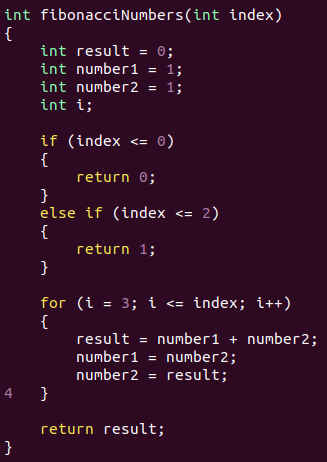 int fibonacciNumbers(int index)
{
    int result = 0;
    int number1 = 1;
    int number2 = 1;
    int i;

    if (index <= 0)
    {
        return 0;
    }
    else if (index <= 2)
    {
        return 1;
    }

    for (i = 3; i <= index; i++)
    {
        result = number1 + number2;
        number1 = number2;
        number2 = result;
4   }

    return result;
}